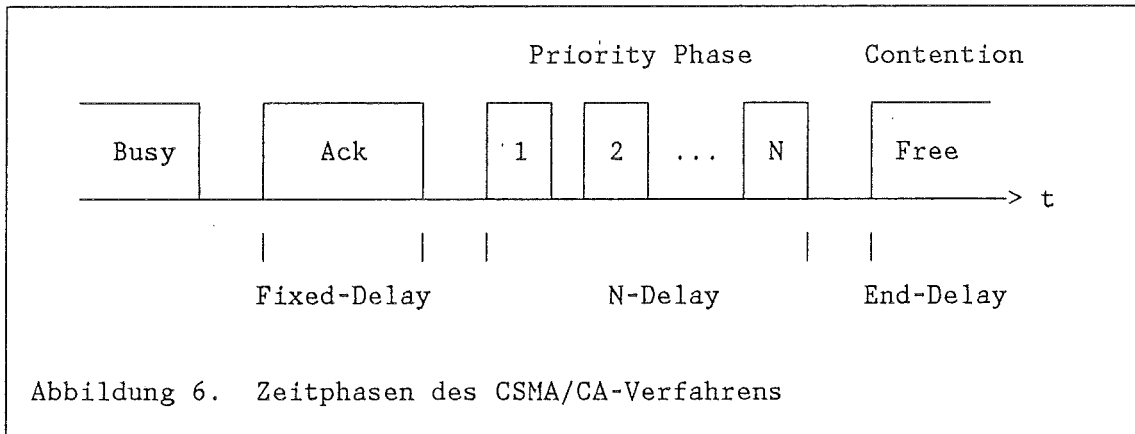 Priority Phase Contention
Busy Ack 1 2 ... N Free
> t
Fixed-Delay N-Delay End-Delay
Abbildung 6. Zeitphasen des CSMA/CA-Verfahrens